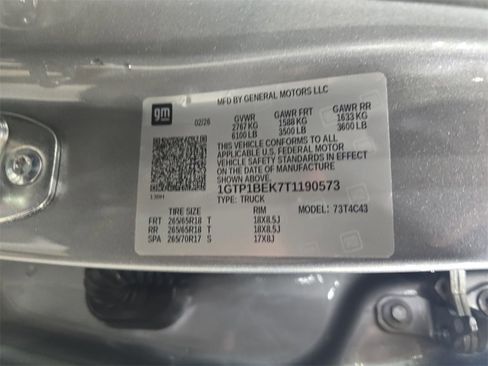 MFD BY GENERAL MOTORS LLC
gm
02/26
GVWR GAWR FRT GAWR RR
2767 KG 1588 KG 1633 KG
6100 LB 3500 LB 3600 LB
THIS VEHICLE CONFORMS TO ALL
APPLICABLE U.S. FEDERAL MOTOR
VEHICLE SAFETY STANDARDS IN EFFECT
ON THE DATE OF MANUFACTURE
SHOWN ABOVE.
1GTP1BEK7T1190573
TYPE: TRUCK
MODEL: 73T4C43
TIRE SIZE RIM
FRT 265/65R18 T 18X8.5J
RR 265/65R18 T 18X8.5J
SPA 265/70R17 S 17X8J